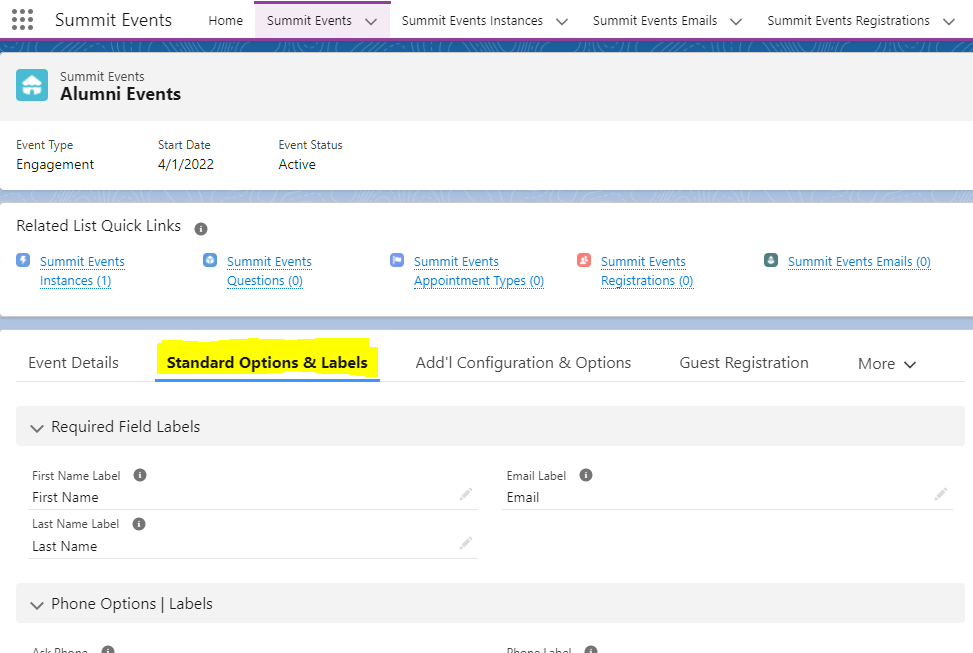 Summit Events Home Summit Events Summit Events Instances Summit Events Emails Summit Events Registrations
Summit Events
Alumni Events
Event Type Start Date Event Status
Engagement 4/1/2022 Active
Related List Quick Links
Summit Events Instances (1)
Summit Events Questions (0)
Summit Events Appointment Types (0)
Summit Events Registrations (0)
Summit Events Emails (0)
Event Details Standard Options & Labels Add'l Configuration & Options Guest Registration More
Required Field Labels
First Name Label Email Label
First Name Email
Last Name Label
Last Name
Phone Options | Labels
Ask Phone Phone Label